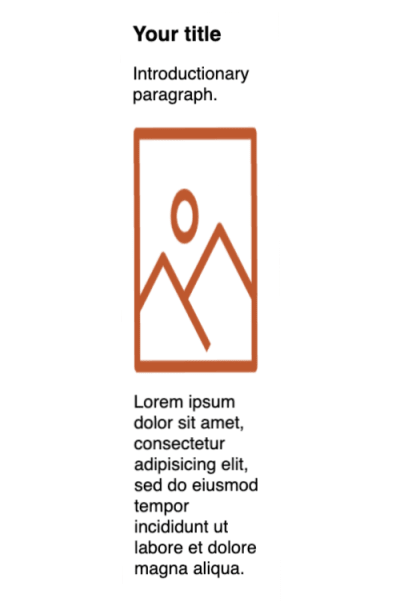 Your title
Introductionary
paragraph.
Lorem ipsum
dolor sit amet,
consectetur
adipisicing elit,
sed do eiusmod
tempor
incididunt ut
labore et dolore
magna aliqua.